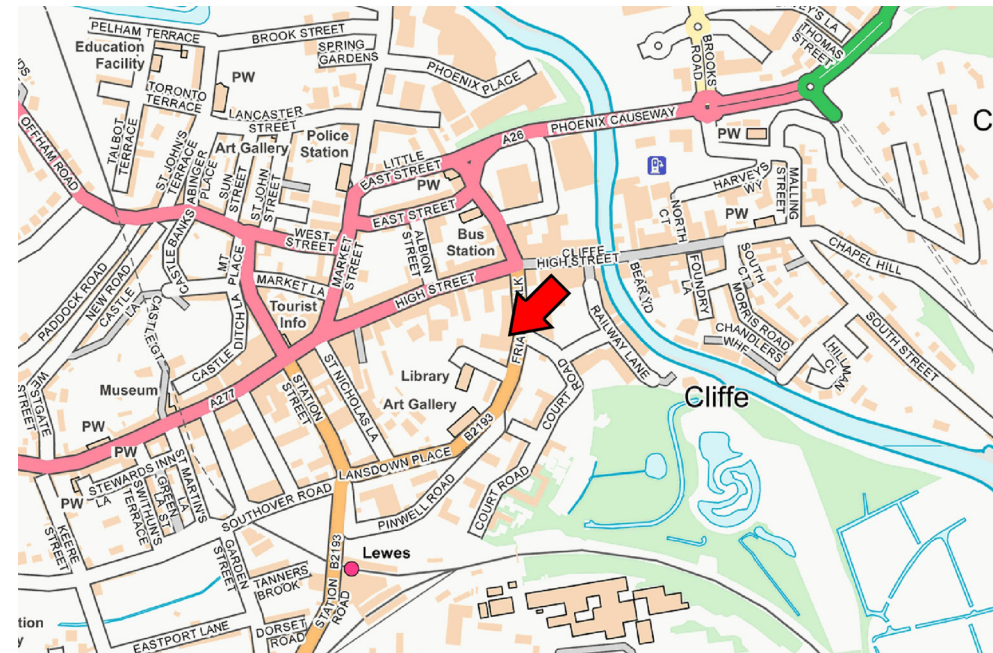 PELHAM TERRACE
BROOK STREET
Education
Facility
SPRING
GARDENS
PW
PHOENIX PLACE
TORONTO
TERRACE
LANCASTER
STREET
TALBOT
TERRACE
ST JOHN'S
TERRACE
ABINGER
PLACE
Art Gallery
SUN
STREET
ST JOHN
STREET
Police
Station
OFFHAM ROAD
LITTLE
EAST STREET
PW
EAST STREET
A26
PHOENIX CAUSEWAY
BROOKS
ROAD
THOMAS
STREET
PW
C
HARVEYS
WY
MALLING
STREET
NORTH
CT
PW
CASTLE BANKS
MT
PLACE
WEST
STREET
MARKET
STREET
ALBION
STREET
Bus
Station
CLIFFE
HIGH STREET
BEAR YD
FOUNDRY
LA
SOUTH
CT
MORRIS ROAD
CHANDLERS
WHF
HILLMAN
CL
CHAPEL HILL
SOUTH STREET
PADDOCK ROAD
NEW ROAD
CASTLE
LA
CASTLE GT
CASTLE DITCH LA
MARKET LA
Tourist
Info
HIGH STREET
RAILWAY LANE
COURT ROAD
WESTGATE
STREET
Museum
A277
STATION
STREET
ST NICHOLAS LA
Library
Art Gallery
B2193
Cliffe
PW
PW
PW
STEWARDS INN
LA
ST SWITHUN'S
TERRACE
GREEN
LA
ST MARTIN'S
LA
KEERE
STREET
SOUTHOVER ROAD
LANSDOWN PLACE
PINWELL ROAD
COURT ROAD
GARDEN
STREET
TANNERS
BROOK
Lewes
STATION
ROAD
B2193
EASTPORT LANE
DORSET
ROAD